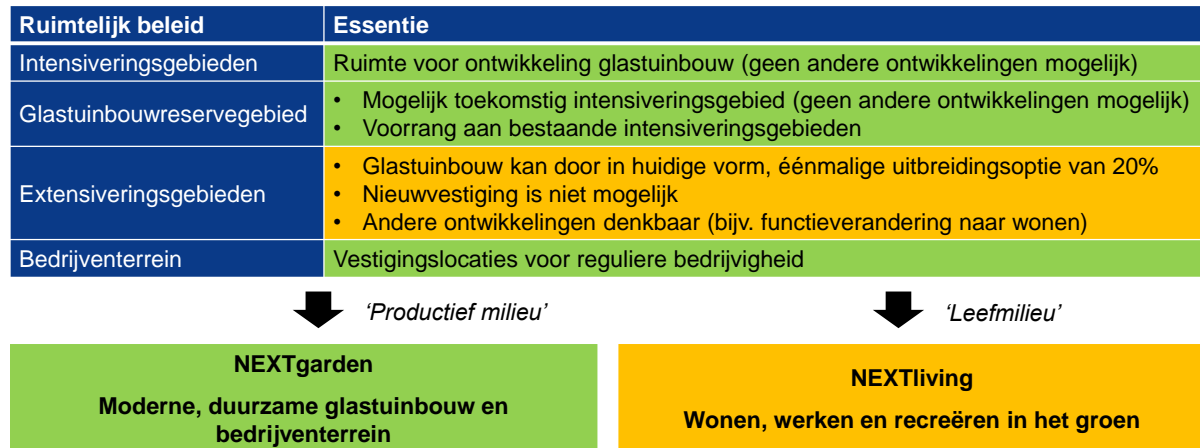 Ruimtelijk beleid Essentie
Intensiveringsgebieden Ruimte voor ontwikkeling glastuinbouw (geen andere ontwikkelingen mogelijk)
Glastuinbouwreservegebied
• Mogelijk toekomstig intensiveringsgebied (geen andere ontwikkelingen mogelijk)
• Voorrang aan bestaande intensiveringsgebieden
Extensiveringsgebieden
• Glastuinbouw kan door in huidige vorm, éénmalige uitbreidingsoptie van 20%
• Nieuwvestiging is niet mogelijk
• Andere ontwikkelingen denkbaar (bijv. functieverandering naar wonen)
Bedrijventerrein Vestigingslocaties voor reguliere bedrijvigheid
‘Productief milieu’
‘Leefmilieu’
NEXTgarden
Moderne, duurzame glastuinbouw en
bedrijventerrein
NEXTliving
Wonen, werken en recreëren in het groen